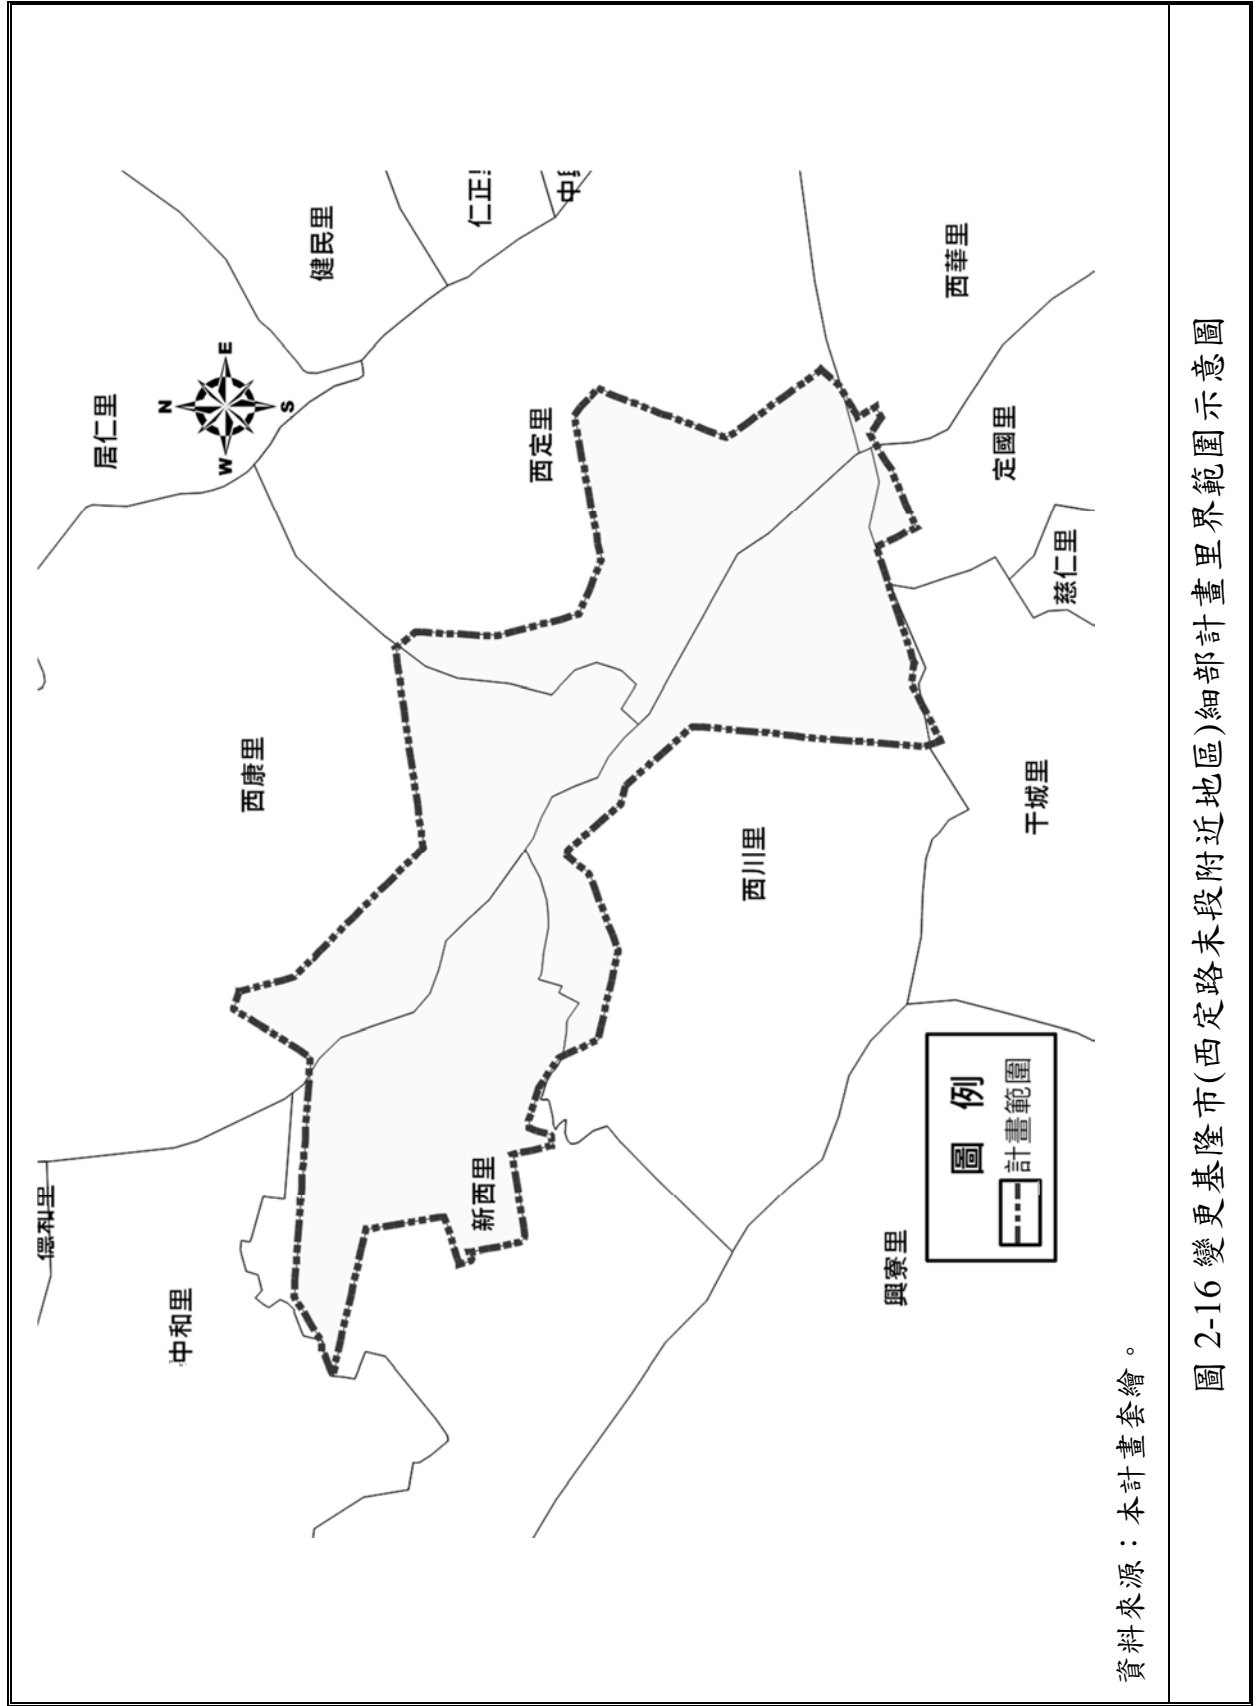 德和里
居仁里
N
中和里
W
E
西康里
S
健民里
新西里
仁正
西定里
中
西川里
興寮里
西華里
圖 例
定國里
計畫範圍
干城里
慈仁里
資料來源：本計畫套繪。
圖 2-16 變更基隆市(西定路末段附近地區)細部計畫里界範圍示意圖